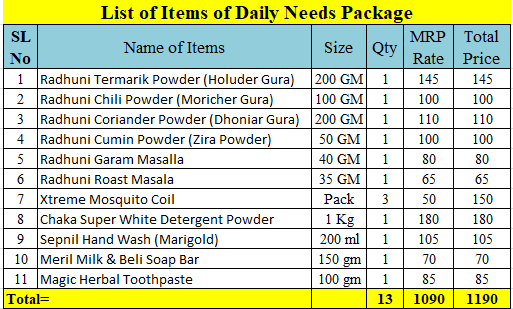 List of Items of Daily Needs Package
SL No Name of Items Size Qty MRP Rate Total Price
1 Radhuni Termarik Powder (Holuder Gura) 200 GM 1 145 145
2 Radhuni Chili Powder (Moricher Gura) 100 GM 1 100 100
3 Radhuni Coriander Powder (Dhoniar Gura) 200 GM 1 110 110
4 Radhuni Cumin Powder (Zira Powder) 50 GM 1 100 100
5 Radhuni Garam Masalla 40 GM 1 80 80
6 Radhuni Roast Masala 35 GM 1 65 65
7 Xtreme Mosquito Coil Pack 3 50 150
8 Chaka Super White Detergent Powder 1 Kg 1 180 180
9 Sepnil Hand Wash (Marigold) 200 ml 1 105 105
10 Meril Milk & Beli Soap Bar 150 gm 1 70 70
11 Magic Herbal Toothpaste 100 gm 1 85 85
Total= 13 1090 1190